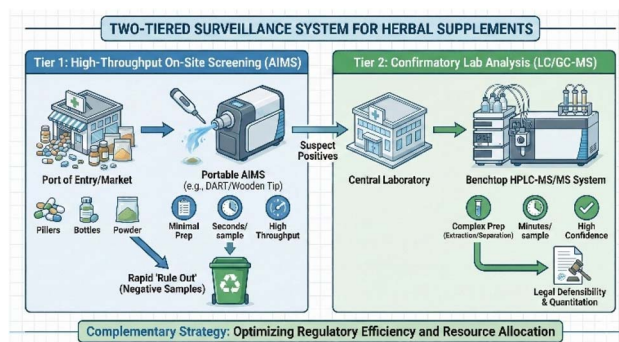 TWO-TIERED SURVEILLANCE SYSTEM FOR HERBAL SUPPLEMENTS
Tier 1: High-Throughput On-Site Screening (AIMS)
Port of Entry/Market
Portable AIMS
(e.g., DART/Wooden Tip)
Pillers
Bottles
Powder
Minimal
Prep
Seconds/
sample
High
Throughput
Rapid 'Rule Out'
(Negative Samples)
Suspect
Positives
Tier 2: Confirmatory Lab Analysis (LC/GC-MS)
Central Laboratory
Benchtop HPLC-MS/MS System
Complex Prep
(Extraction/Separation)
Minutes/
sample
High
Confidence
Legal Defensibility
& Quantitation
Complementary Strategy: Optimizing Regulatory Efficiency and Resource Allocation